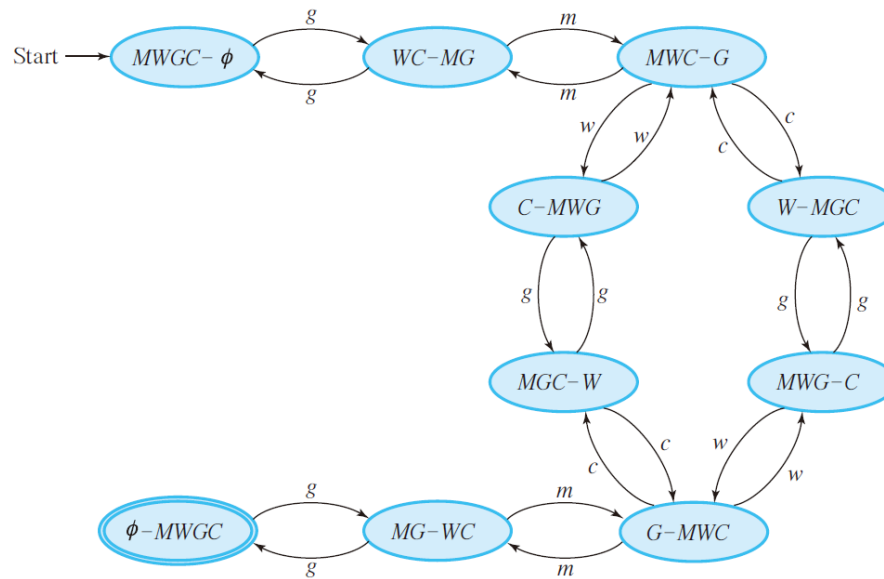 g m
Start MWGC–ϕ WC–MG MWC–G
g m
w c
w c
C–MWG W–MGC
g g g g
MGC–W MWG–C
c w
c w
g m
ϕ–MWGC MG–WC G–MWC
g m